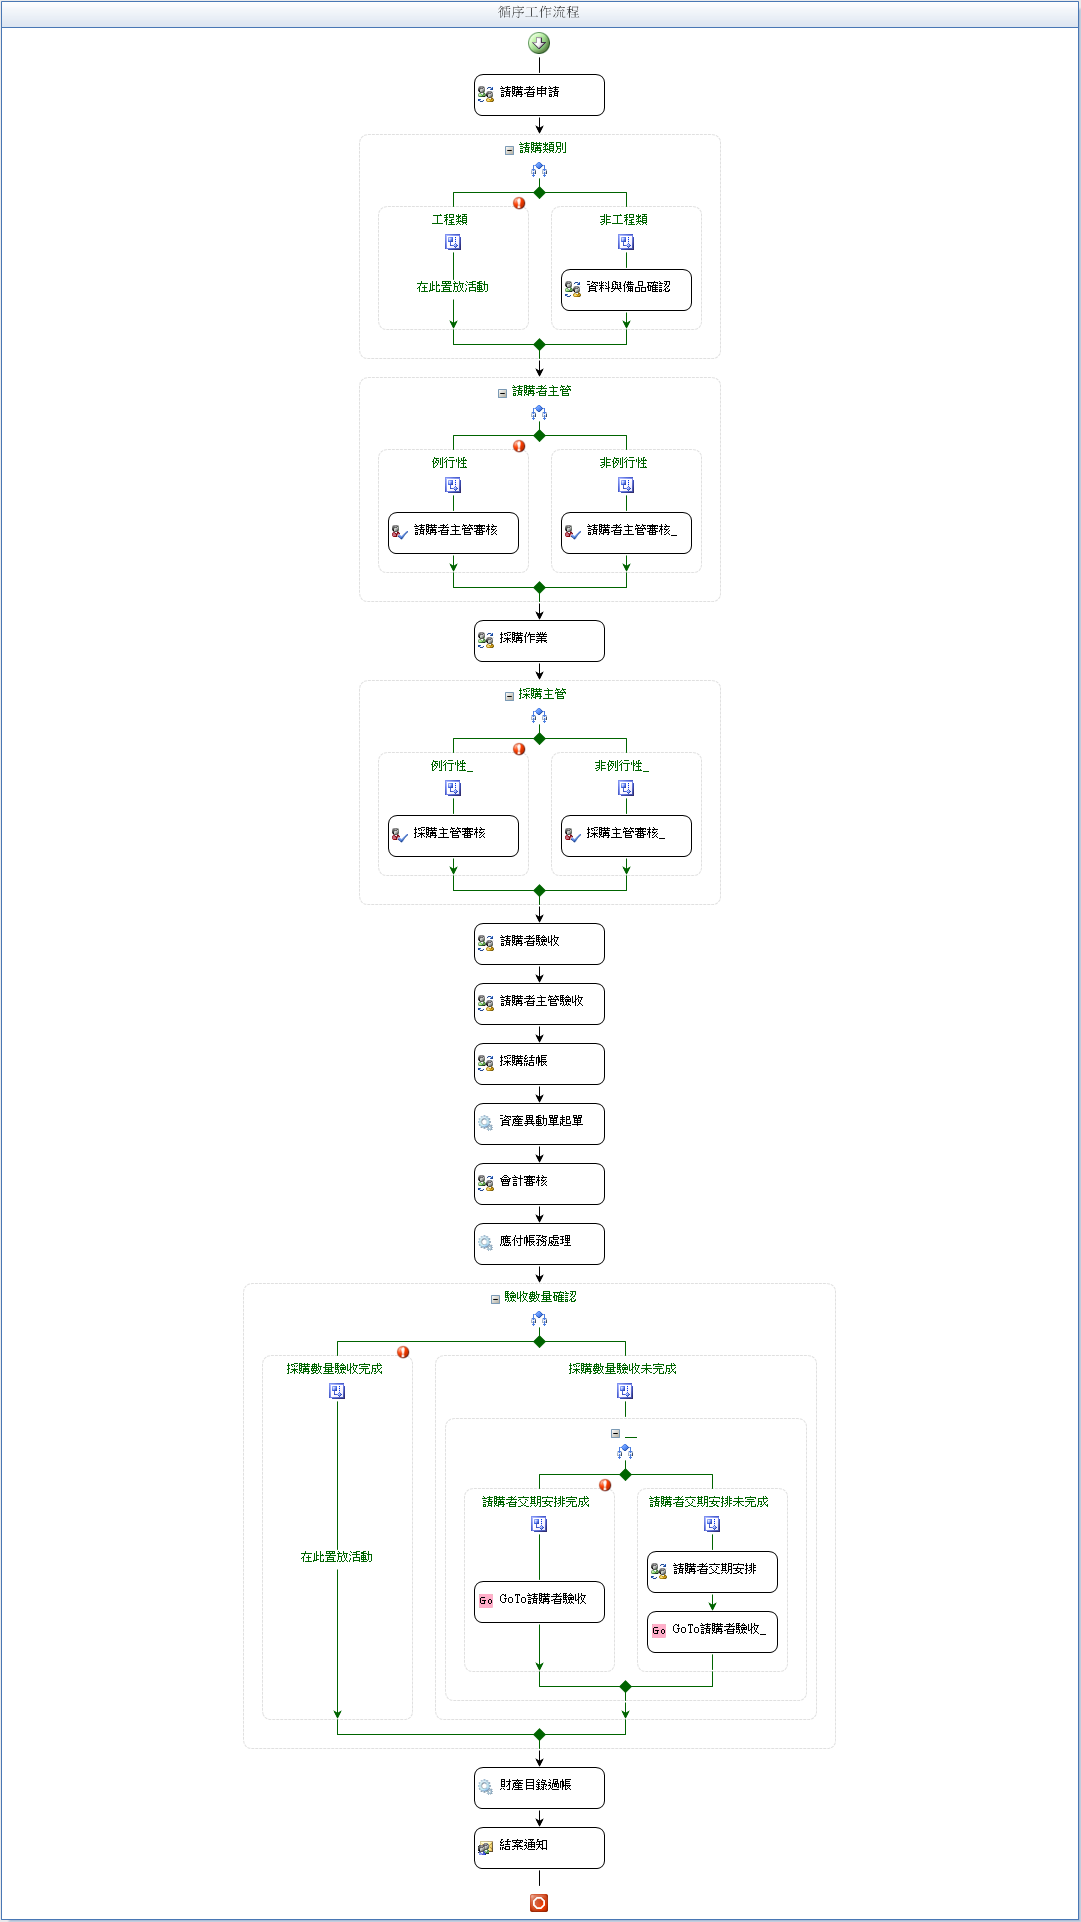 循序工作流程
請購者申請
請購類別
工程類
非工程類
在此置放活動
資料與備品確認
請購者主管
例行性
非例行性
請購者主管審核
請購者主管審核_
採購作業
採購主管
例行性_
非例行性_
採購主管審核
採購主管審核_
請購者驗收
請購者主管驗收
採購結帳
資產異動單起單
會計審核
應付帳務處理
驗收數量確認
採購數量驗收完成
採購數量驗收未完成
__
請購者交期安排完成
請購者交期安排未完成
在此置放活動
請購者交期安排
Go GoTo請購者驗收
Go GoTo請購者驗收_
財產目錄過帳
結案通知